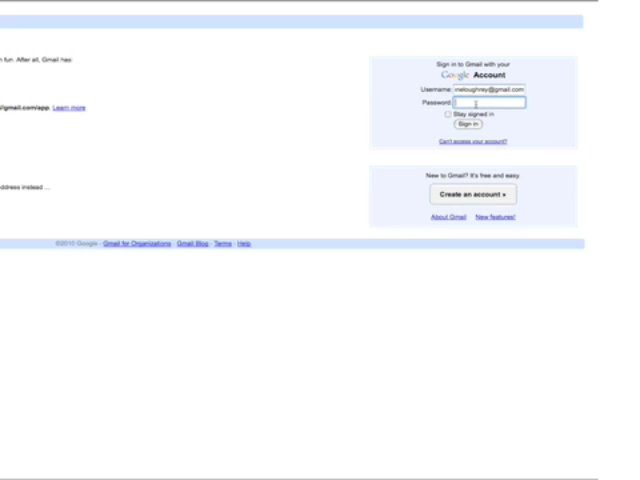 n fun. After all, Gmail has:
/gmail.com/app. Learn more
address instead ...
Sign in to Gmail with your
Google Account
Username: neloughrey@gmail.com
Password:
Stay signed in
Sign in
Can't access your account?
New to Gmail? It's free and easy.
Create an account »
About Gmail New features!
©2010 Google - Gmail for Organizations - Gmail Blog - Terms - Help